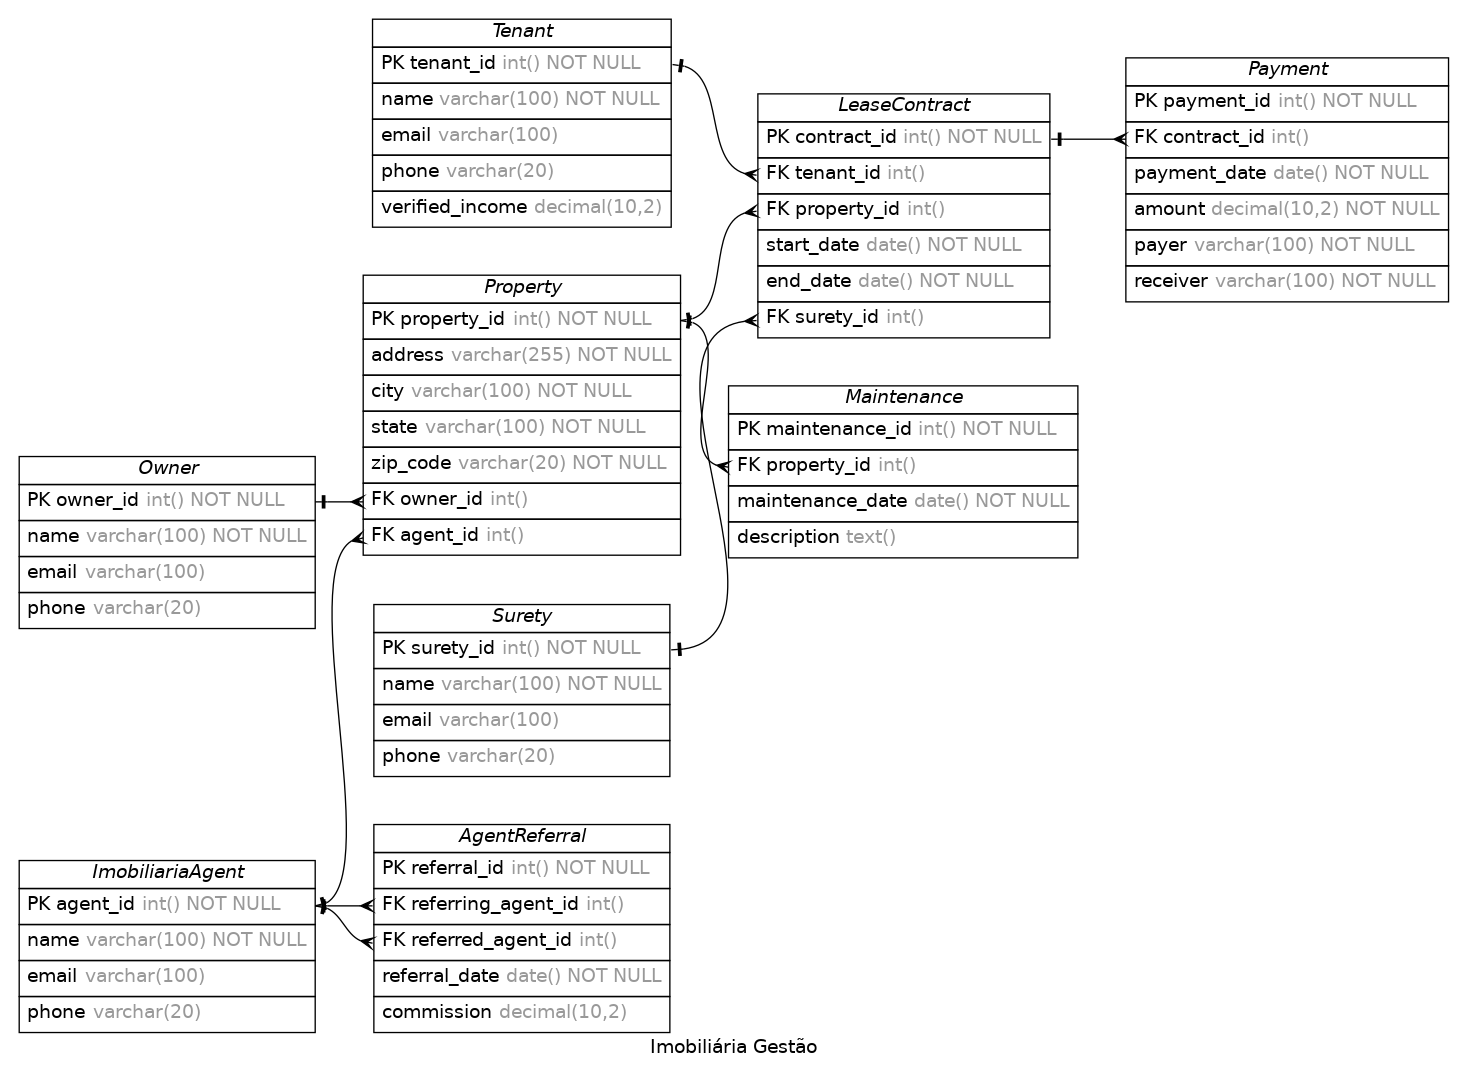 Tenant
PK tenant_id int() NOT NULL
name varchar(100) NOT NULL
email varchar(100)
phone varchar(20)
verified_income decimal(10,2)
LeaseContract
PK contract_id int() NOT NULL
FK tenant_id int()
FK property_id int()
start_date date() NOT NULL
end_date date() NOT NULL
FK surety_id int()
Payment
PK payment_id int() NOT NULL
FK contract_id int()
payment_date date() NOT NULL
amount decimal(10,2) NOT NULL
payer varchar(100) NOT NULL
receiver varchar(100) NOT NULL
Property
PK property_id int() NOT NULL
address varchar(255) NOT NULL
city varchar(100) NOT NULL
state varchar(100) NOT NULL
zip_code varchar(20) NOT NULL
FK owner_id int()
FK agent_id int()
Maintenance
PK maintenance_id int() NOT NULL
FK property_id int()
maintenance_date date() NOT NULL
description text()
Owner
PK owner_id int() NOT NULL
name varchar(100) NOT NULL
email varchar(100)
phone varchar(20)
Surety
PK surety_id int() NOT NULL
name varchar(100) NOT NULL
email varchar(100)
phone varchar(20)
ImobiliariaAgent
PK agent_id int() NOT NULL
name varchar(100) NOT NULL
email varchar(100)
phone varchar(20)
AgentReferral
PK referral_id int() NOT NULL
FK referring_agent_id int()
FK referred_agent_id int()
referral_date date() NOT NULL
commission decimal(10,2)
Imobiliária Gestão